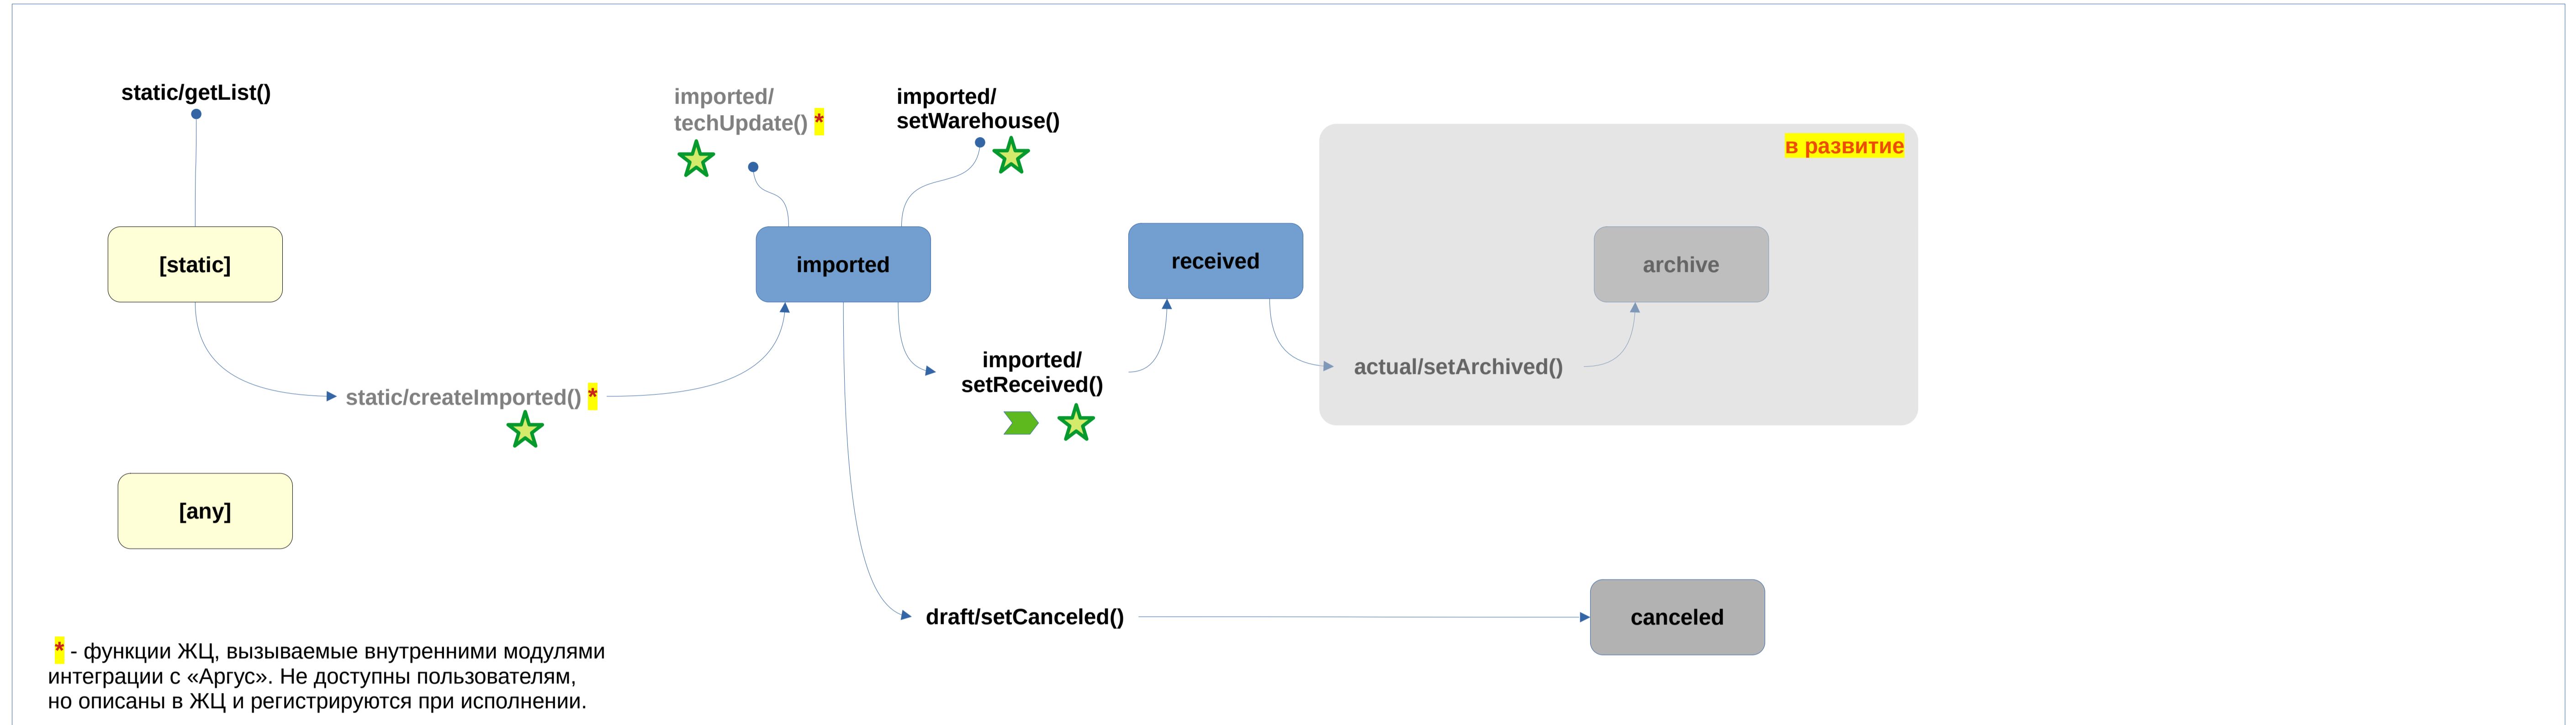 static/getList()
imported/
techUpdate() *
imported/
setWarehouse()
в развитие
[static]
imported
received
archive
imported/
setReceived()
actual/setArchived()
static/createImported() *
[any]
draft/setCanceled()
canceled
* - функции ЖЦ, вызываемые внутренними модулями
интеграции с «Аргус». Не доступны пользователям,
но описаны в ЖЦ и регистрируются при исполнении.